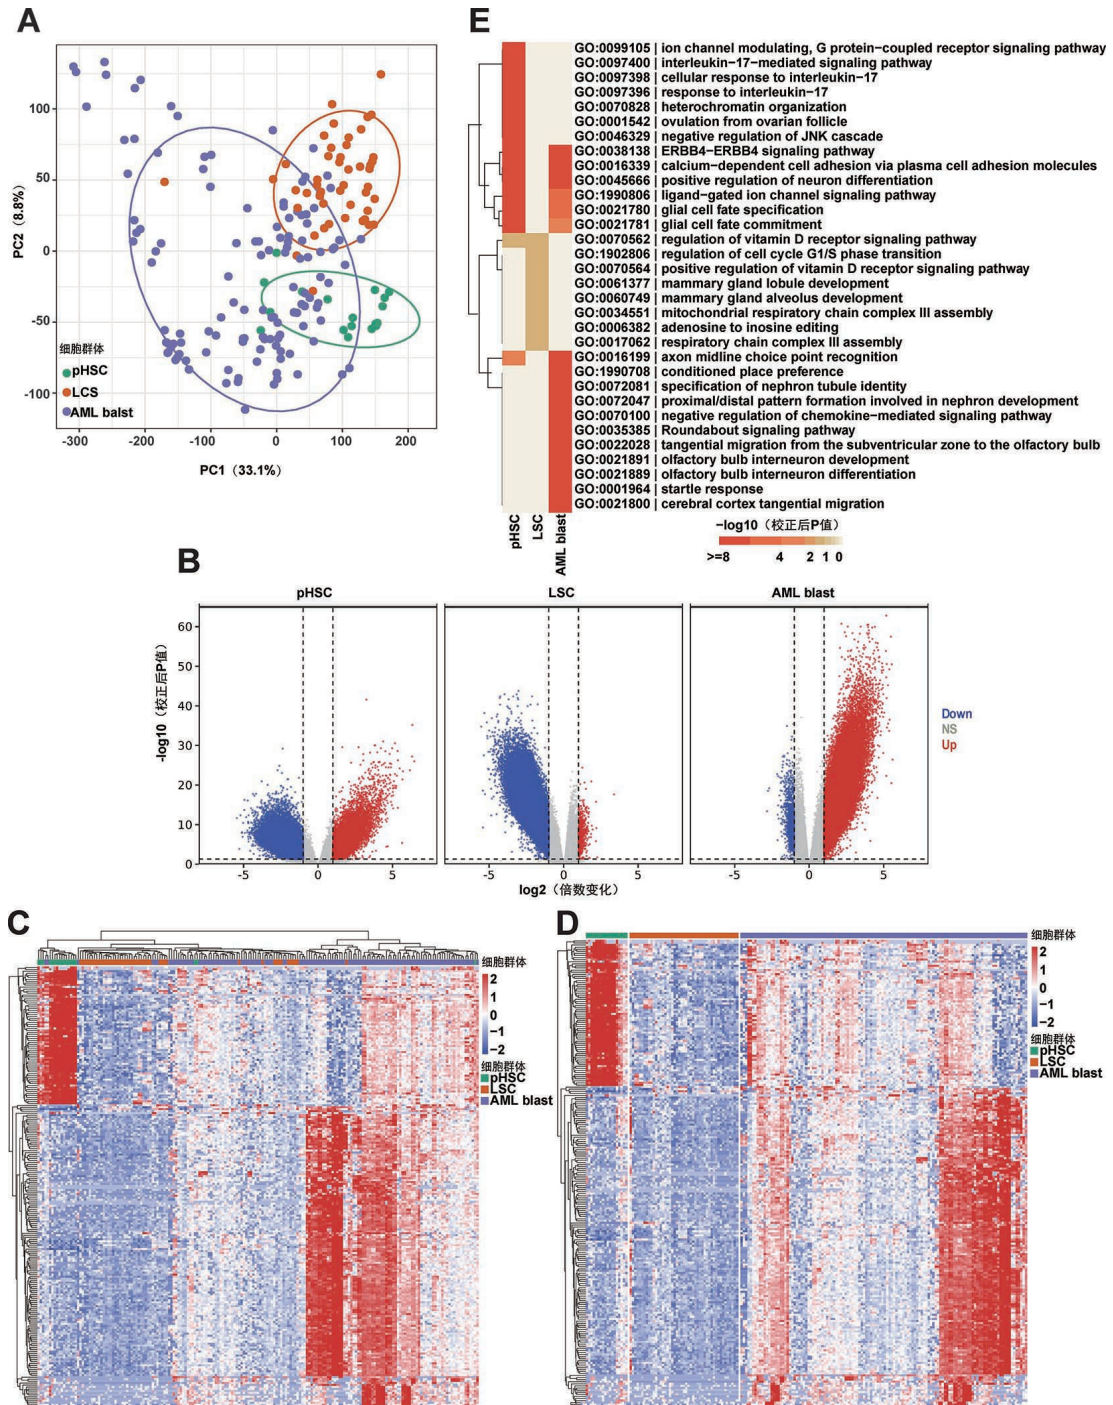 A
PC2（8.8%）
100
50
0
-50
-100
细胞群体
pHSC
LCS
AML balst
-300
-200
-100
0
100
200
PC1（33.1%）
E
GO:0099105 | ion channel modulating, G protein−coupled receptor signaling pathway
GO:0097400 | interleukin−17−mediated signaling pathway
GO:0097398 | cellular response to interleukin−17
GO:0097396 | response to interleukin−17
GO:0070828 | heterochromatin organization
GO:0001542 | ovulation from ovarian follicle
GO:0046329 | negative regulation of JNK cascade
GO:0038138 | ERBB4−ERBB4 signaling pathway
GO:0016339 | calcium−dependent cell adhesion via plasma cell adhesion molecules
GO:0045666 | positive regulation of neuron differentiation
GO:1990806 | ligand−gated ion channel signaling pathway
GO:0021780 | glial cell fate specification
GO:0021781 | glial cell fate commitment
GO:0070562 | regulation of vitamin D receptor signaling pathway
GO:1902806 | regulation of cell cycle G1/S phase transition
GO:0070564 | positive regulation of vitamin D receptor signaling pathway
GO:0061377 | mammary gland lobule development
GO:0060749 | mammary gland alveolus development
GO:0034551 | mitochondrial respiratory chain complex III assembly
GO:0006382 | adenosine to inosine editing
GO:0017062 | respiratory chain complex III assembly
GO:0016199 | axon midline choice point recognition
GO:1990708 | conditioned place preference
GO:0072081 | specification of nephron tubule identity
GO:0072047 | proximal/distal pattern formation involved in nephron development
GO:0070100 | negative regulation of chemokine−mediated signaling pathway
GO:0035385 | Roundabout signaling pathway
GO:0022028 | tangential migration from the subventricular zone to the olfactory bulb
GO:0021891 | olfactory bulb interneuron development
GO:0021889 | olfactory bulb interneuron differentiation
GO:0001964 | startle response
GO:0021800 | cerebral cortex tangential migration
pHSC
LSC
AML blast
−log10（校正后P值）
>=8 4 2 1 0
B
pHSC
LSC
AML blast
-log10（校正后P值）
60
50
40
30
20
10
0
-5 0 5
-5 0 5
-5 0 5
log2（倍数变化）
Down
NS
Up
C
细胞群体
2
1
0
−1
−2
细胞群体
pHSC
LSC
AML blast
D
细胞群体
2
1
0
−1
−2
细胞群体
pHSC
LSC
AML blast